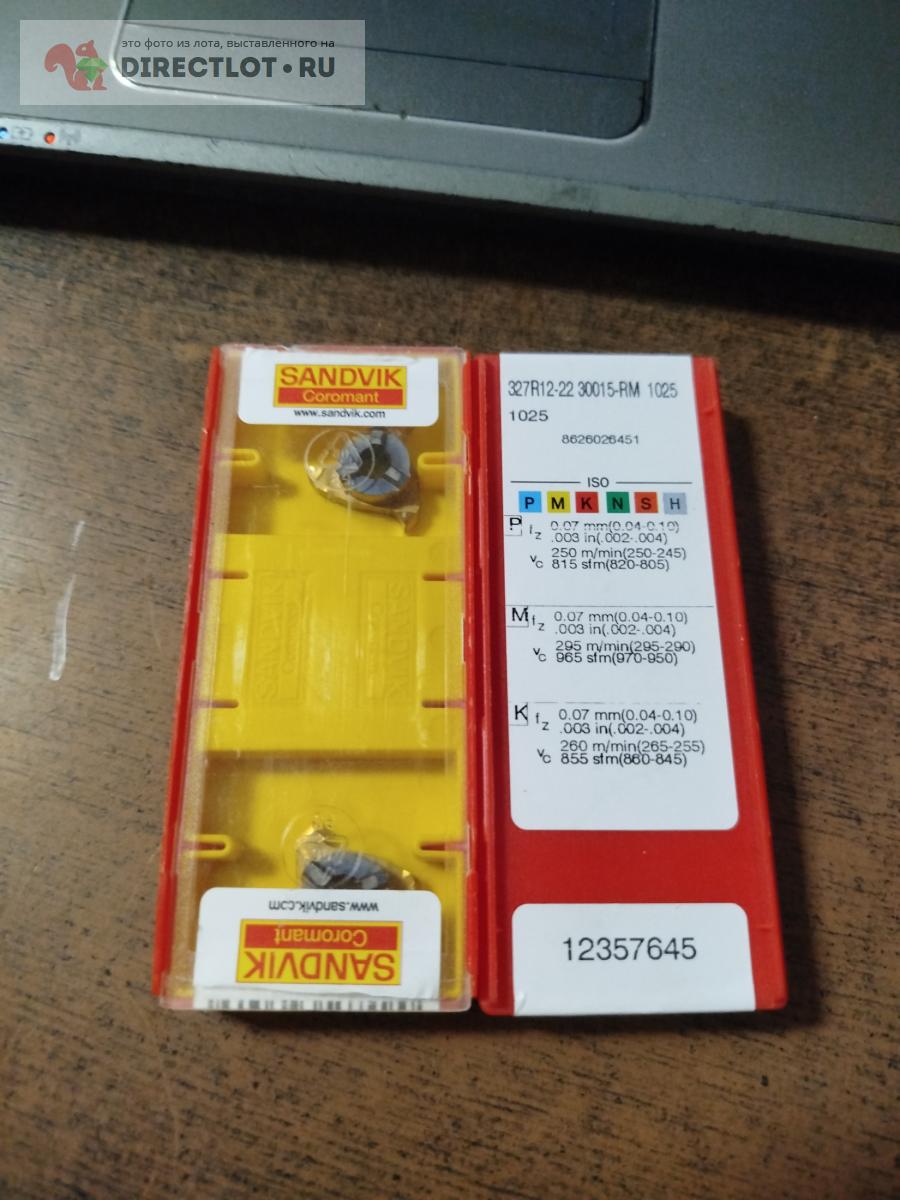 это фото из лота, выставленного на
DIRECTLOT•RU
SANDVIK
Coromant
www.sandvik.com
www.sandvik.com
Coromant
SANDVIK
327R12-22 30015-RM 1025
1025
8626026451
ISO
P M K N S H
P fz 0.07 mm(0.04-0.10)
.003 in(.002-.004)
vc 250 m/min(250-245)
815 sfm(820-805)
M fz 0.07 mm(0.04-0.10)
.003 in(.002-.004)
vc 295 m/min(295-290)
965 sfm(970-950)
K fz 0.07 mm(0.04-0.10)
.003 in(.002-.004)
vc 260 m/min(265-255)
855 sfm(860-845)
12357645